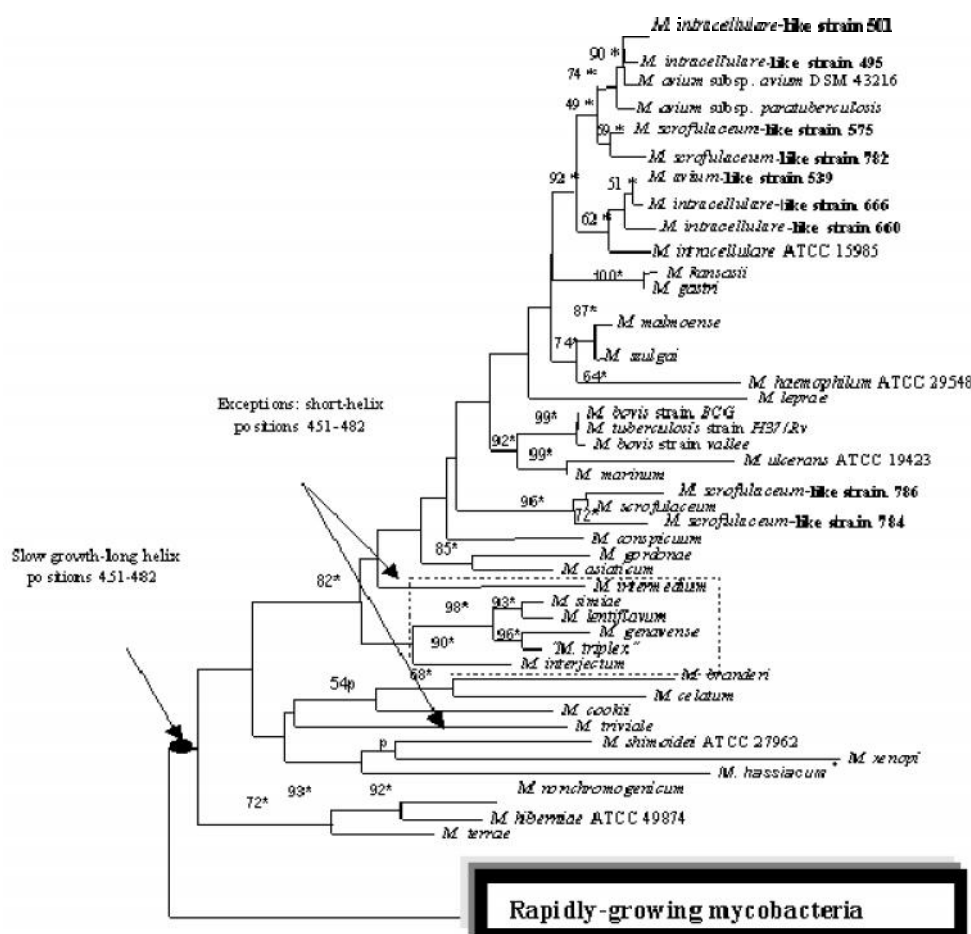 M. intracellulare-like strain 501
90 *
M. intracellulare-like strain 495
74 *
M. avium subsp. avium DSM 43216
49 *
M. avium subsp. paratuberculosis
59 *
M. scrofulaceum-like strain 575
M. scrofulaceum-like strain 782
92 *
M. avium-like strain 539
51 *
M. intracellulare-like strain 666
62 *
M. intracellulare-like strain 660
M. intracellulare ATCC 15985
100*
M. kansasii
M. gastri
87*
M. malmoense
74*
M. szulgai
64*
M. haemophilum ATCC 29548
M. leprae
Exceptions: short-helix
positions 451-482
99*
M. bovis strain BCG
M. tuberculosis strain H37/Rv
92*
M. bovis strain vallee
99*
M. ulcerans ATCC 19423
M. marinum
96*
M. scrofulaceum-like strain 786
M. scrofulaceum
72*
M. scrofulaceum-like strain 784
M. conspicuum
85*
M. gordonae
M. asiaticum
Slow growth-long helix
positions 451-482
82*
M. intermedium
98*
93*
M. simiae
M. lentiflavum
96*
M. genavense
90*
"M. triplex"
M. interjectum
68*
M. branderi
54p
M. celatum
M. cookii
M. triviale
p
M. shimoidei ATCC 27962
M. xenopi
M. hassiacum *
72*
93*
92*
M. nonchromogenicum
M. hiberniae ATCC 49874
M. terrae
Rapidly-growing mycobacteria